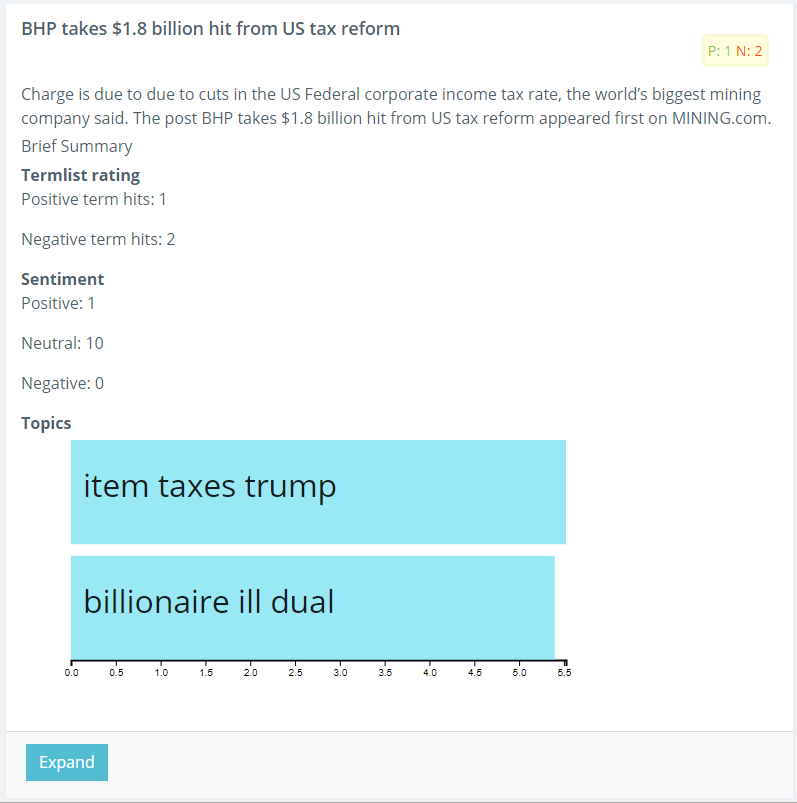 BHP takes $1.8 billion hit from US tax reform
P: 1 N: 2
Charge is due to due to cuts in the US Federal corporate income tax rate, the world’s biggest mining
company said. The post BHP takes $1.8 billion hit from US tax reform appeared first on MINING.com.
Brief Summary
Termlist rating
Positive term hits: 1
Negative term hits: 2
Sentiment
Positive: 1
Neutral: 10
Negative: 0
Topics
item taxes trump
billionaire ill dual
0.0 0.5 1.0 1.5 2.0 2.5 3.0 3.5 4.0 4.5 5.0 5.5
Expand